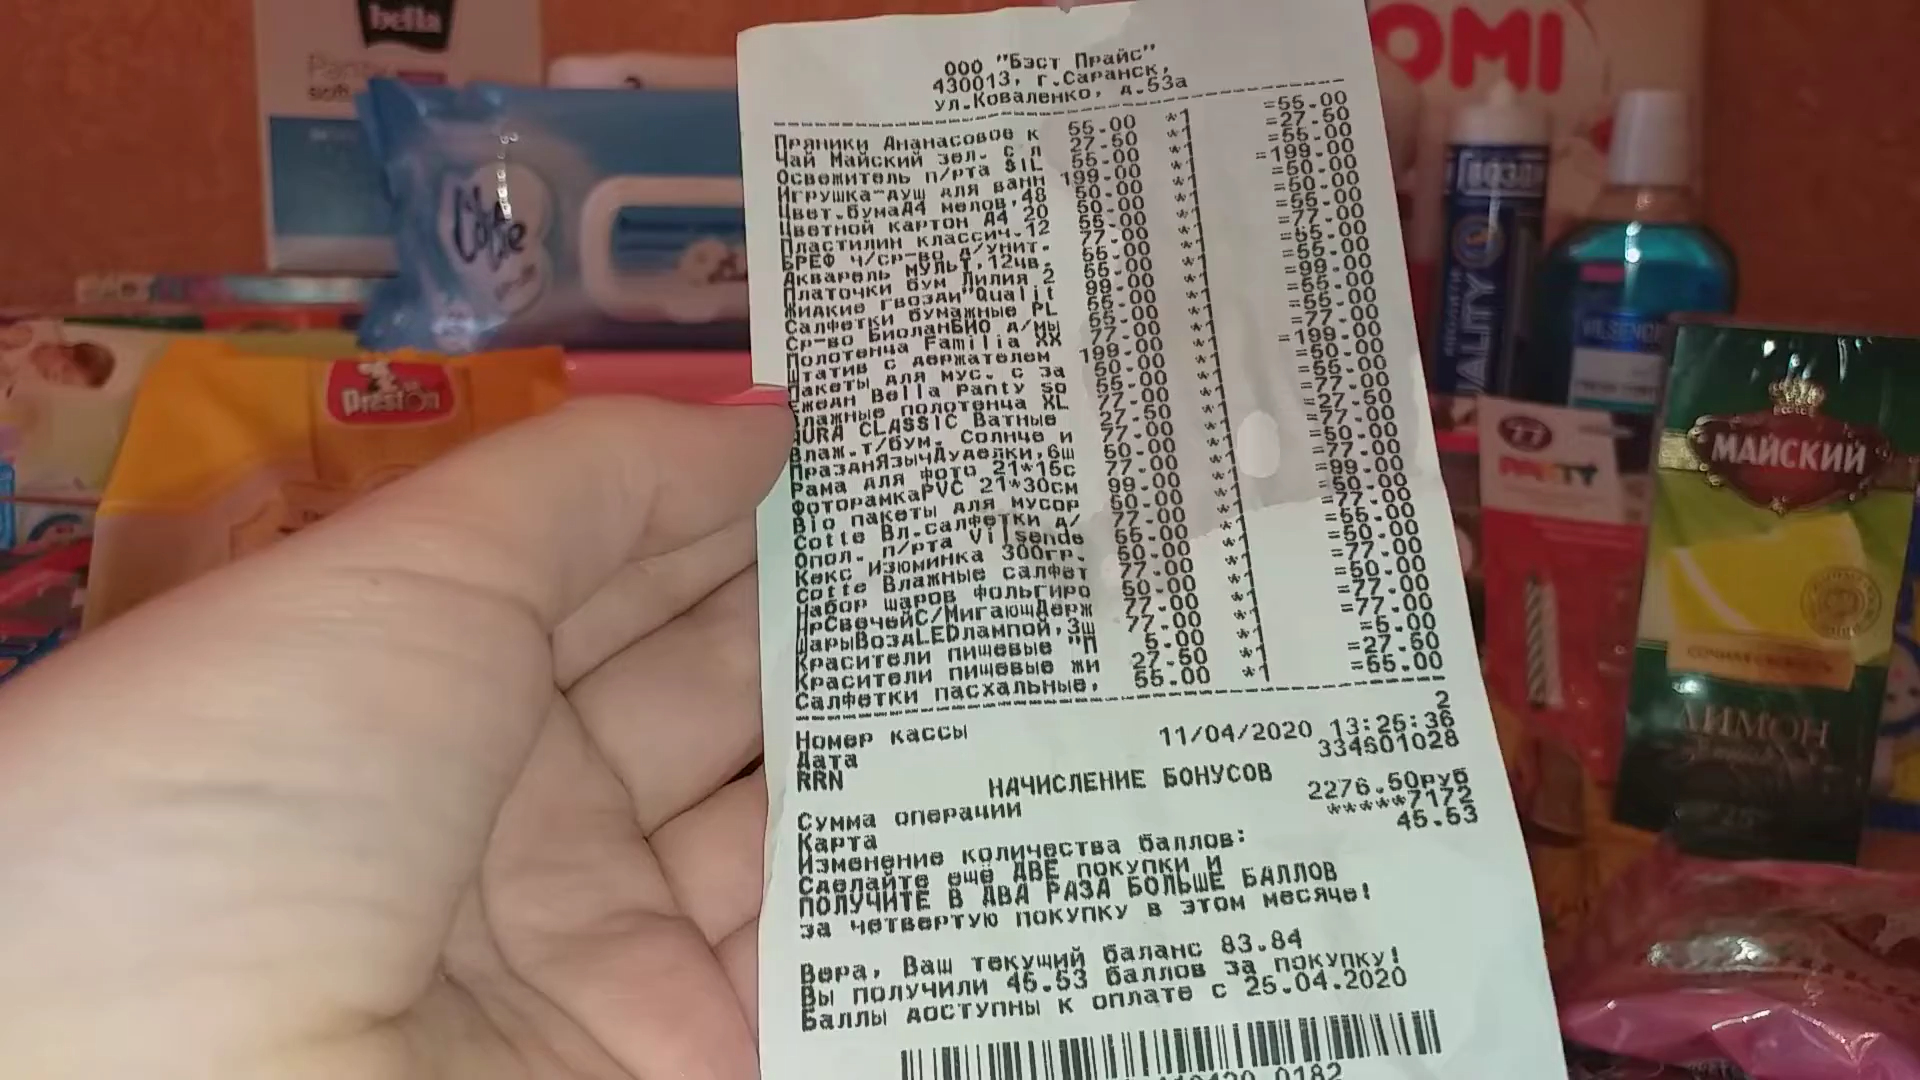 bella
Panty
soft
OMI
Cotte
Preston
QUALITY
VILSENDE
77
PARTY
МАЙСКИЙ
ЛИМОН
ООО "Бэст Прайс"
430013, г.Саранск,
ул.Коваленко, д.53а
Пряники Ананасовое к 55.00 *1 =55.00
Чай Майский зел. с л 27.50 *1 =27.50
Освежитель п/рта SIL 55.00 *1 =55.00
Игрушка-душ для ванн 199.00 *1 =199.00
Цвет.бумаА4 мелов,48 50.00 *1 =50.00
Цветной картон А4 20 50.00 *1 =50.00
Пластилин классич.12 55.00 *1 =55.00
БРЕФ ч/ср-во д/унит. 77.00 *1 =77.00
Акварель мульт,12цв. 55.00 *1 =55.00
Платочки бум Лилия 2 55.00 *1 =55.00
Жидкие гвозди"Qualit 99.00 *1 =99.00
Салфетки бумажные PL 55.00 *1 =55.00
Ср-во БиоланБИО д/мы 55.00 *1 =55.00
Полотенца Familia XX 77.00 *1 =77.00
Штатив с держателем 199.00 *1 =199.00
Пакеты для мус. с за 50.00 *1 =50.00
Ежедн Bella Panty so 55.00 *1 =55.00
Влажные полотенца XL 77.00 *1 =77.00
AURA CLASSIC Ватные 27.50 *1 =27.50
Влаж.т/бум. Солнце и 77.00 *1 =77.00
ПраздняЗычДуделки,6ш 50.00 *1 =50.00
Рама для фото 21*15с 77.00 *1 =77.00
ФоторамкаPVC 21*30см 99.00 *1 =99.00
Bio пакеты для мусор 50.00 *1 =50.00
Cotte Вл.салфетки д/ 77.00 *1 =77.00
Опол. п/рта Vilsende 55.00 *1 =55.00
Кекс Изюминка 300гр. 50.00 *1 =50.00
Cotte Влажные салфет 77.00 *1 =77.00
Набор шаров фольгиро 50.00 *1 =50.00
НрСвечейС/МигающДерж 77.00 *1 =77.00
ШарыВоздLEDлампой,3ш 77.00 *1 =77.00
Красители пищевые "П 5.00 *1 =5.00
Красители пищевые жи 27.50 *1 =27.50
Салфетки пасхальные, 55.00 *1 =55.00
Номер кассы 2
Дата 11/04/2020 13:25:36
RRN 334601028
НАЧИСЛЕНИЕ БОНУСОВ
Сумма операции 2276.50руб
Карта *****7172
Изменение количества баллов: 45.53
Сделайте ещё ДВЕ покупки и
ПОЛУЧИТЕ В ДВА РАЗА БОЛЬШЕ БАЛЛОВ
за четвертую покупку в этом месяце!
Вера, Ваш текущий баланс 83.84
Вы получили 45.53 баллов за покупку!
Баллы доступны к оплате с 25.04.2020